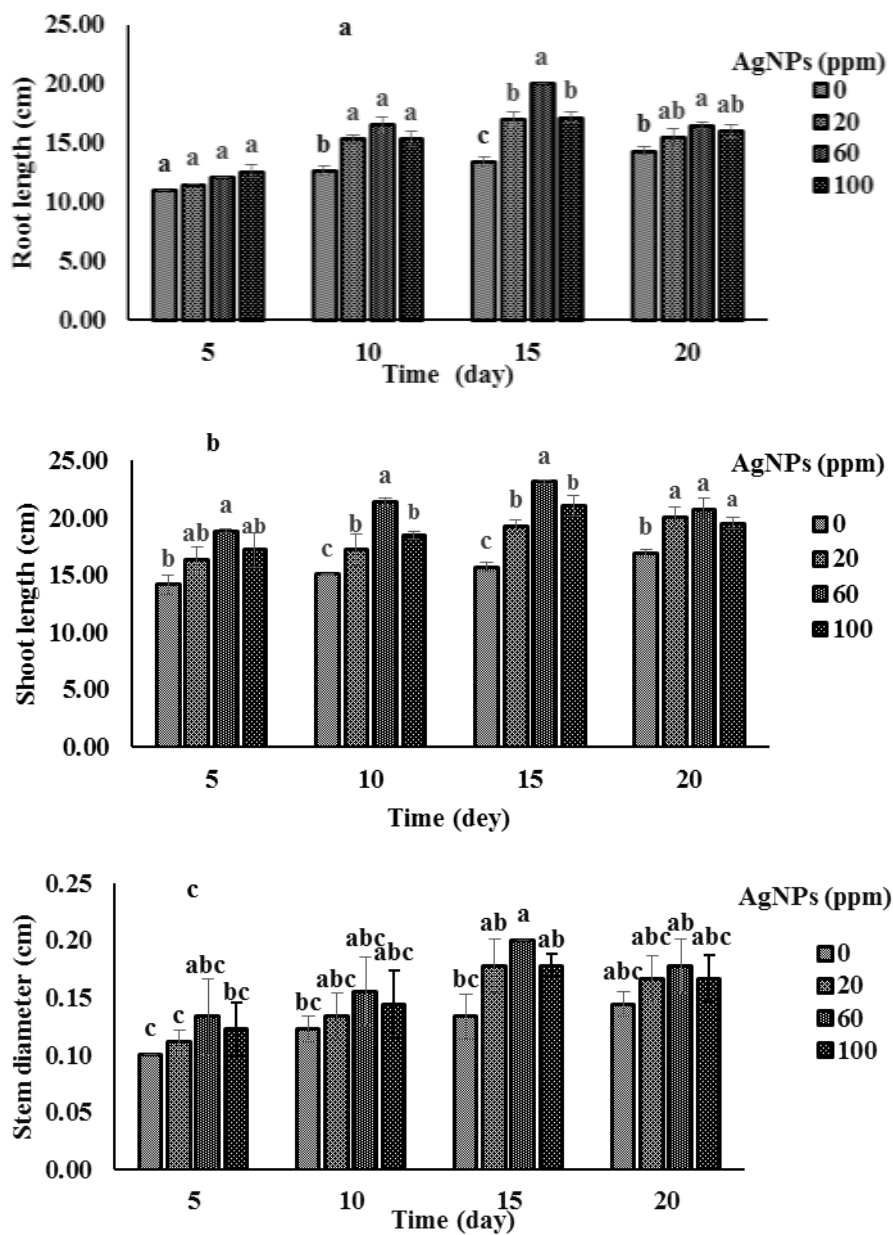 a
AgNPs (ppm)
0
20
60
100
Root length (cm)
25.00
20.00
15.00
10.00
5.00
0.00
a a a a
b a a a
c b a b
b ab a ab
5 10 15 20
Time (day)
b
AgNPs (ppm)
0
20
60
100
Shoot length (cm)
25.00
20.00
15.00
10.00
5.00
0.00
b ab a ab
c b a b
c b a b
b a a a
5 10 15 20
Time (dey)
c
AgNPs (ppm)
0
20
60
100
Stem diameter (cm)
0.25
0.20
0.15
0.10
0.05
0.00
c c abc bc
bc abc abc abc
bc ab a ab
abc abc ab abc
5 10 15 20
Time (day)